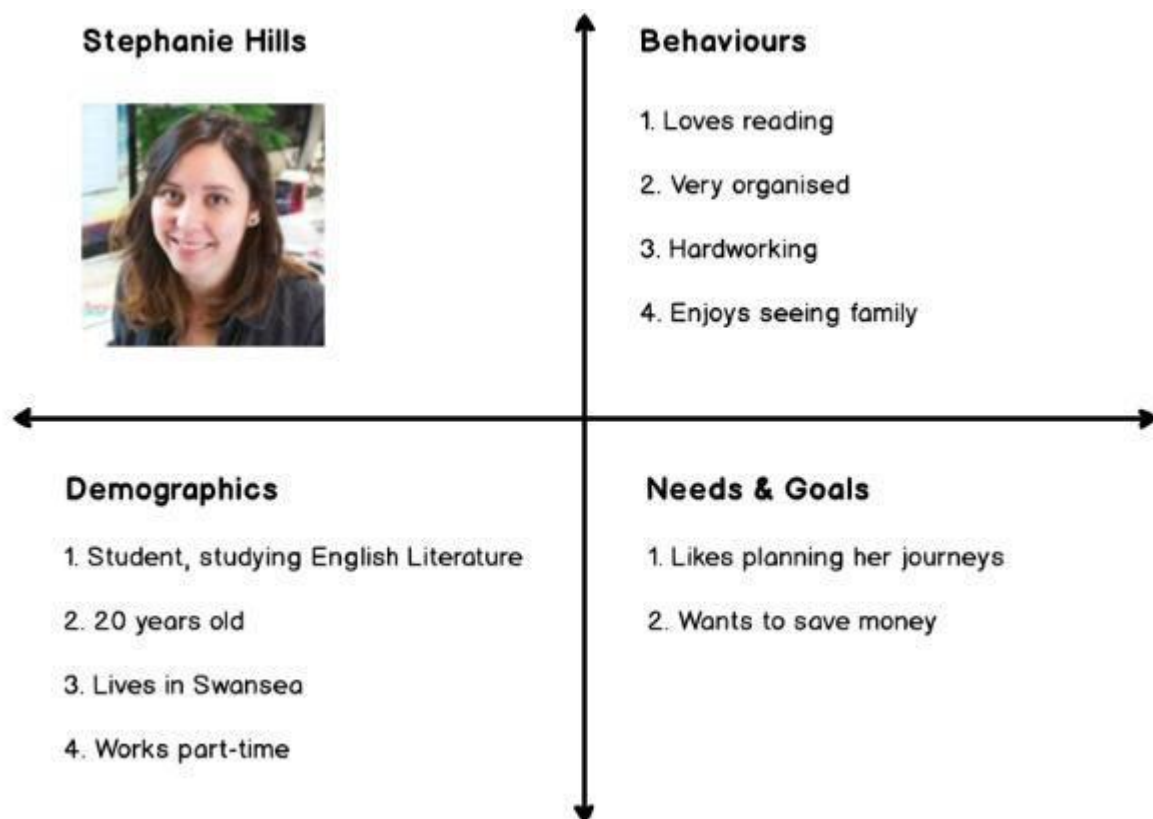 Stephanie Hills
Behaviours
1. Loves reading
2. Very organised
3. Hardworking
4. Enjoys seeing family
Demographics
1. Student, studying English Literature
2. 20 years old
3. Lives in Swansea
4. Works part-time
Needs & Goals
1. Likes planning her journeys
2. Wants to save money